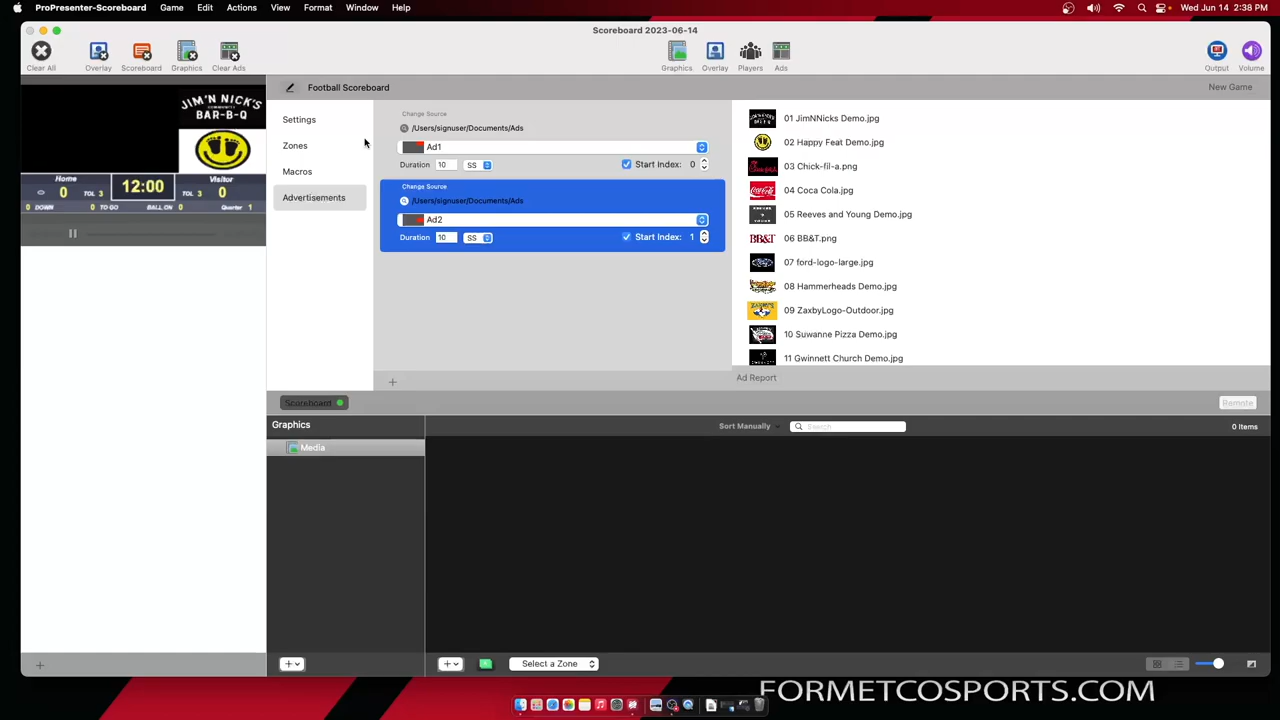 ProPresenter-Scoreboard Game Edit Actions View Format Window Help Wed Jun 14 2:38 PM
Scoreboard 2023-06-14
Clear All Overlay Scoreboard Graphics Clear Ads Graphics Overlay Players Ads Output Volume
Football Scoreboard New Game
JIM'N NICK'S
COMMUNITY
BAR-B-Q
Home 12:00 Visitor
0 TOL 3 TOL 3 0
0 DOWN 0 TO GO BALL ON 0 Quarter 1
Settings
Zones
Macros
Advertisements
Change Source
/Users/signuser/Documents/Ads
Ad1
Duration 10 SS Start Index: 0
Change Source
/Users/signuser/Documents/Ads
Ad2
Duration 10 SS Start Index: 1
01 JimNNicks Demo.jpg
02 Happy Feat Demo.jpg
03 Chick-fil-a.png
04 Coca Cola.jpg
05 Reeves and Young Demo.jpg
BB&T 06 BB&T.png
07 ford-logo-large.jpg
08 Hammerheads Demo.jpg
09 ZaxbyLogo-Outdoor.jpg
10 Suwanne Pizza Demo.jpg
11 Gwinnett Church Demo.jpg
Ad Report
Scoreboard Remote
Graphics Sort Manually Search 0 Items
Media
Select a Zone
FORMETCOSPORTS.COM